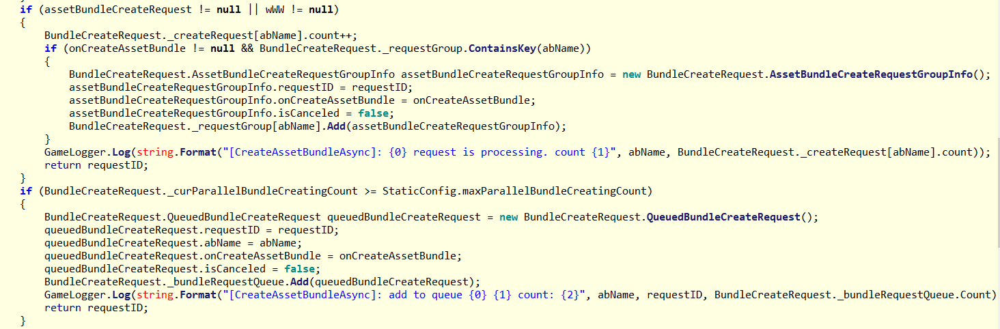 }
if (assetBundleCreateRequest != null || wWW != null)
{
BundleCreateRequest._createRequest[abName].count++;
if (onCreateAssetBundle != null && BundleCreateRequest._requestGroup.ContainsKey(abName))
{
BundleCreateRequest.AssetBundleCreateRequestGroupInfo assetBundleCreateRequestGroupInfo = new BundleCreateRequest.AssetBundleCreateRequestGroupInfo();
assetBundleCreateRequestGroupInfo.requestID = requestID;
assetBundleCreateRequestGroupInfo.onCreateAssetBundle = onCreateAssetBundle;
assetBundleCreateRequestGroupInfo.isCanceled = false;
BundleCreateRequest._requestGroup[abName].Add(assetBundleCreateRequestGroupInfo);
}
GameLogger.Log(string.Format("[CreateAssetBundleAsync]: {0} request is processing. count {1}", abName, BundleCreateRequest._createRequest[abName].count));
return requestID;
}
if (BundleCreateRequest._curParallelBundleCreatingCount >= StaticConfig.maxParallelBundleCreatingCount)
{
BundleCreateRequest.QueuedBundleCreateRequest queuedBundleCreateRequest = new BundleCreateRequest.QueuedBundleCreateRequest();
queuedBundleCreateRequest.requestID = requestID;
queuedBundleCreateRequest.abName = abName;
queuedBundleCreateRequest.onCreateAssetBundle = onCreateAssetBundle;
queuedBundleCreateRequest.isCanceled = false;
BundleCreateRequest._bundleRequestQueue.Add(queuedBundleCreateRequest);
GameLogger.Log(string.Format("[CreateAssetBundleAsync]: add to queue {0} {1} count: {2}", abName, requestID, BundleCreateRequest._bundleRequestQueue.Count)
return requestID;
}